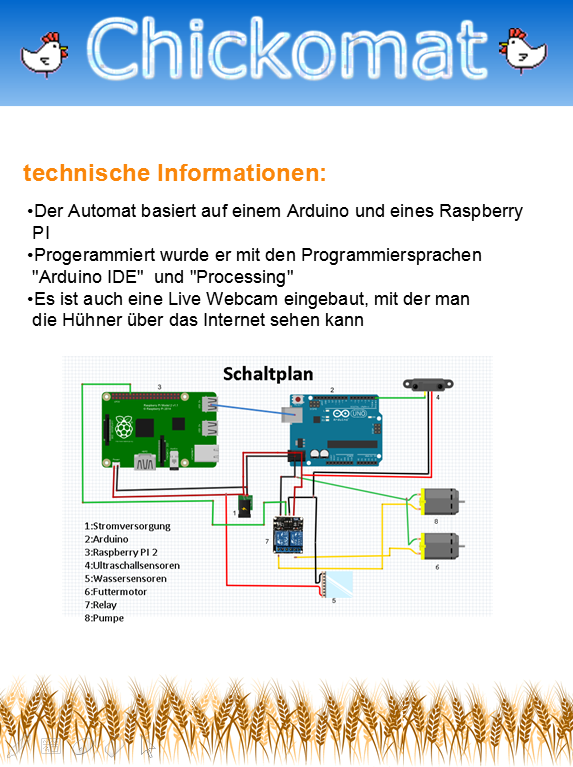 Chickomat
technische Informationen:
•Der Automat basiert auf einem Arduino und eines Raspberry
PI
•Progerammiert wurde er mit den Programmiersprachen
"Arduino IDE" und "Processing"
•Es ist auch eine Live Webcam eingebaut, mit der man
die Hühner über das Internet sehen kann
Schaltplan
3
2
4
UNO
1
8
7
6
5
1:Stromversorgung
2:Arduino
3:Raspberry PI 2
4:Ultraschallsensoren
5:Wassersensoren
6:Futtermotor
7:Relay
8:Pumpe